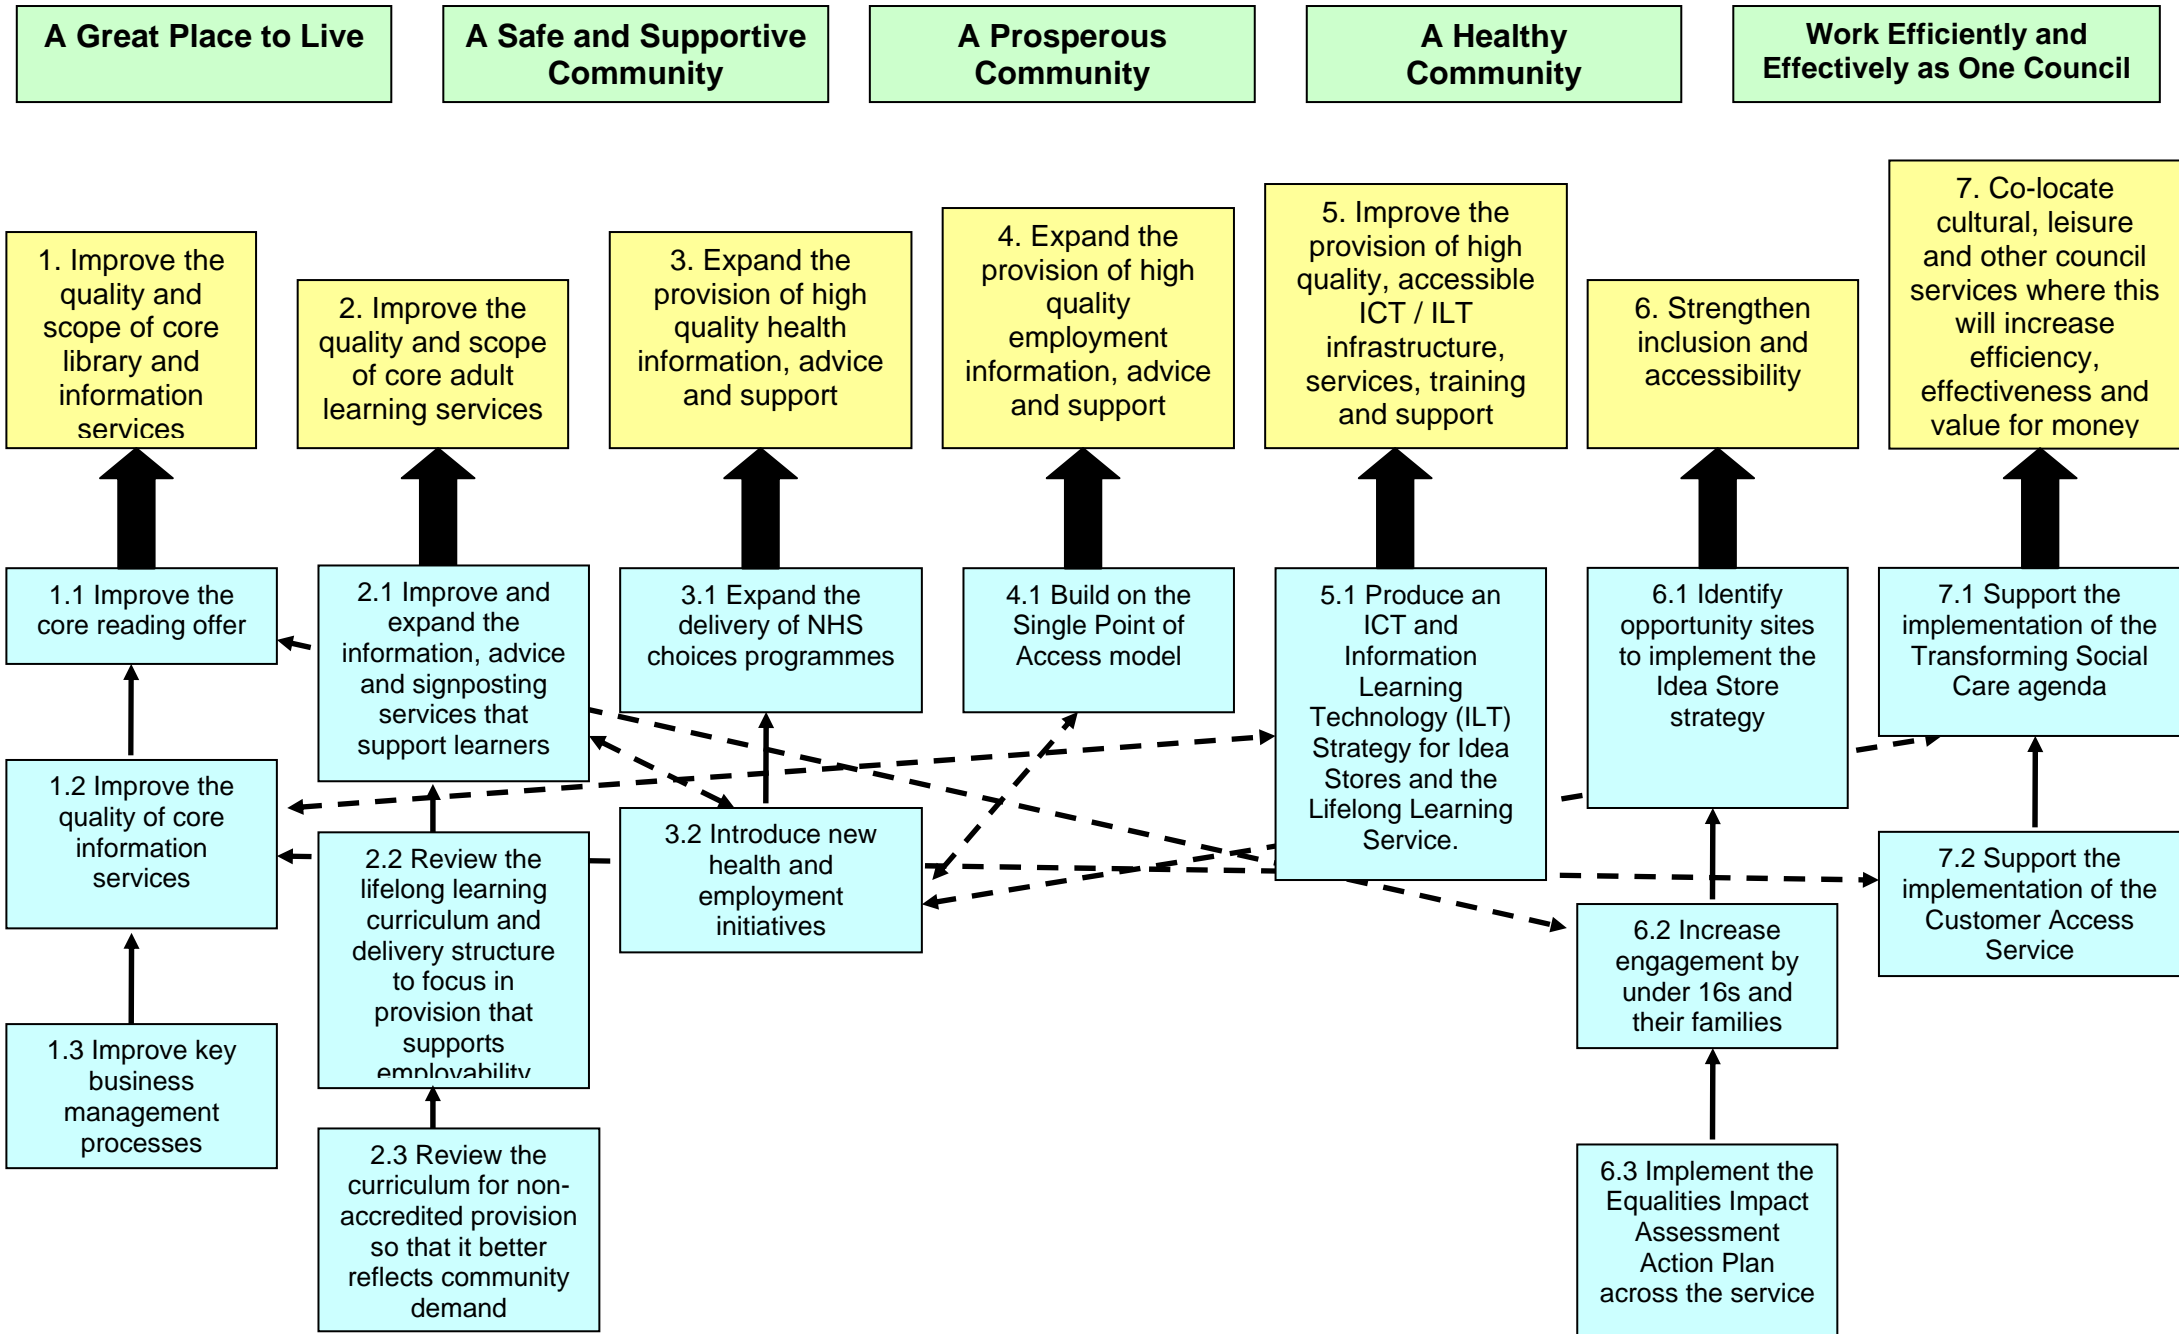 A Great Place to Live
A Safe and Supportive
Community
A Prosperous
Community
A Healthy
Community
Work Efficiently and
Effectively as One Council
1. Improve the
quality and
scope of core
library and
information
services
2. Improve the
quality and scope
of core adult
learning services
3. Expand the
provision of high
quality health
information, advice
and support
4. Expand the
provision of high
quality
employment
information, advice
and support
5. Improve the
provision of high
quality, accessible
ICT / ILT
infrastructure,
services, training
and support
6. Strengthen
inclusion and
accessibility
7. Co-locate
cultural, leisure
and other council
services where this
will increase
efficiency,
effectiveness and
value for money
1.1 Improve the
core reading offer
2.1 Improve and
expand the
information, advice
and signposting
services that
support learners
3.1 Expand the
delivery of NHS
choices programmes
4.1 Build on the
Single Point of
Access model
5.1 Produce an
ICT and
Information
Learning
Technology (ILT)
Strategy for Idea
Stores and the
Lifelong Learning
Service.
6.1 Identify
opportunity sites
to implement the
Idea Store
strategy
7.1 Support the
implementation of the
Transforming Social
Care agenda
1.2 Improve the
quality of core
information
services
2.2 Review the
lifelong learning
curriculum and
delivery structure
to focus in
provision that
supports
employability
3.2 Introduce new
health and
employment
initiatives
6.2 Increase
engagement by
under 16s and
their families
7.2 Support the
implementation of the
Customer Access
Service
1.3 Improve key
business
management
processes
2.3 Review the
curriculum for non-
accredited provision
so that it better
reflects community
demand
6.3 Implement the
Equalities Impact
Assessment
Action Plan
across the service